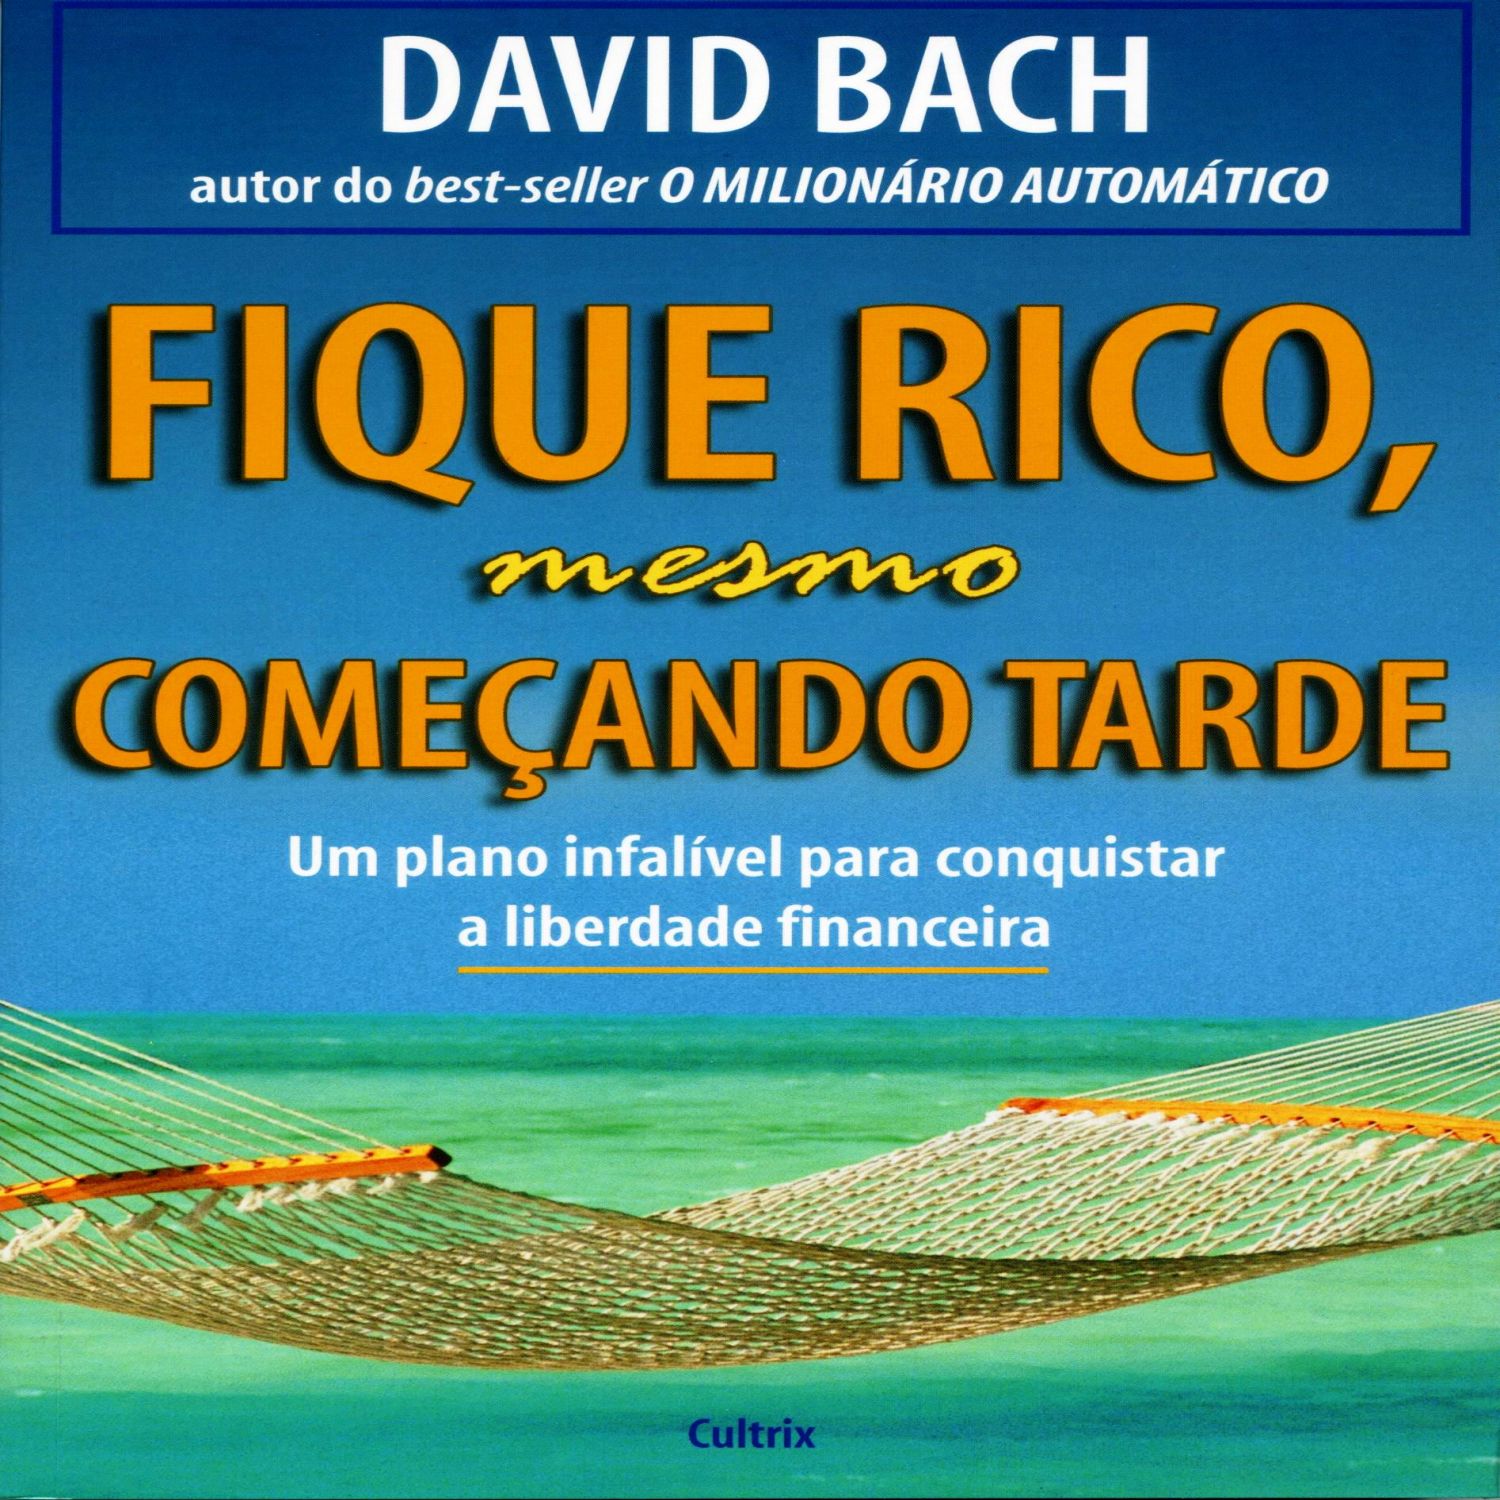 DAVID BACH
autor do best-seller O MILIONÁRIO AUTOMÁTICO
FIQUE RICO,
mesmo
COMEÇANDO TARDE
Um plano infalível para conquistar
a liberdade financeira
Cultrix